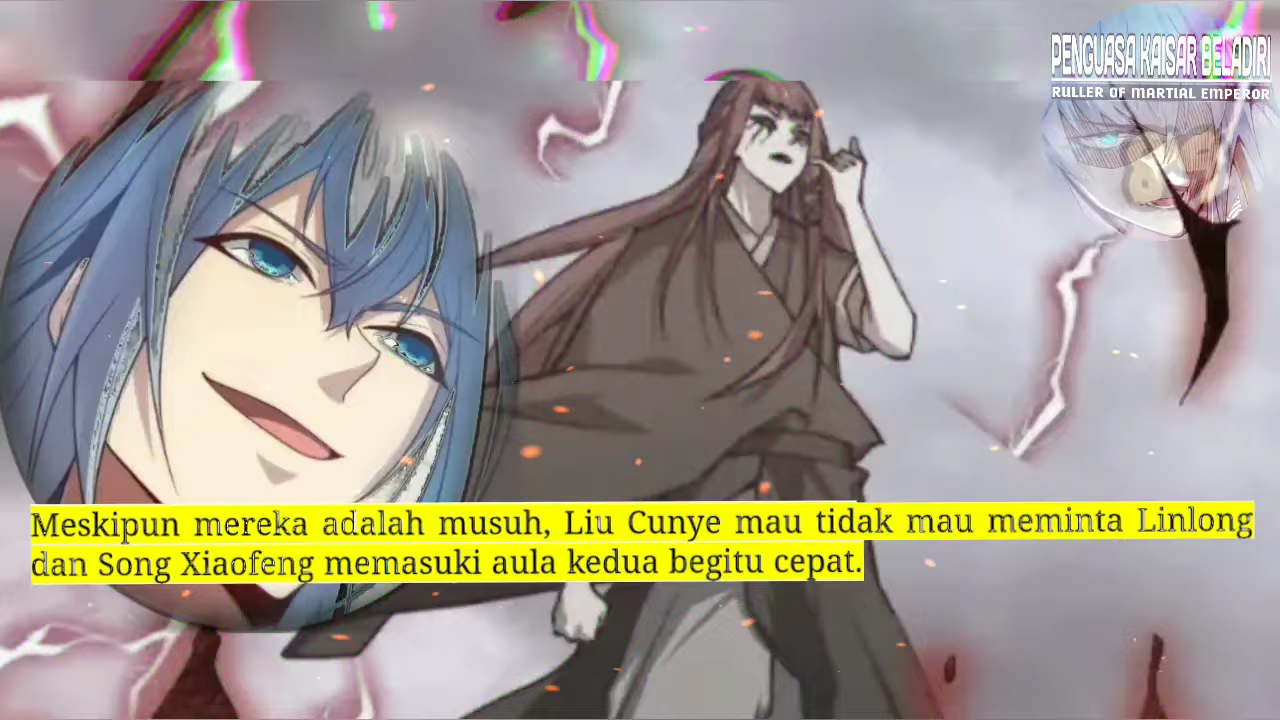 PENGUASA KAISAR BELADIRI
RULLER OF MARTIAL EMPEROR
Meskipun mereka adalah musuh, Liu Cunye mau tidak mau meminta Linlong
dan Song Xiaofeng memasuki aula kedua begitu cepat.